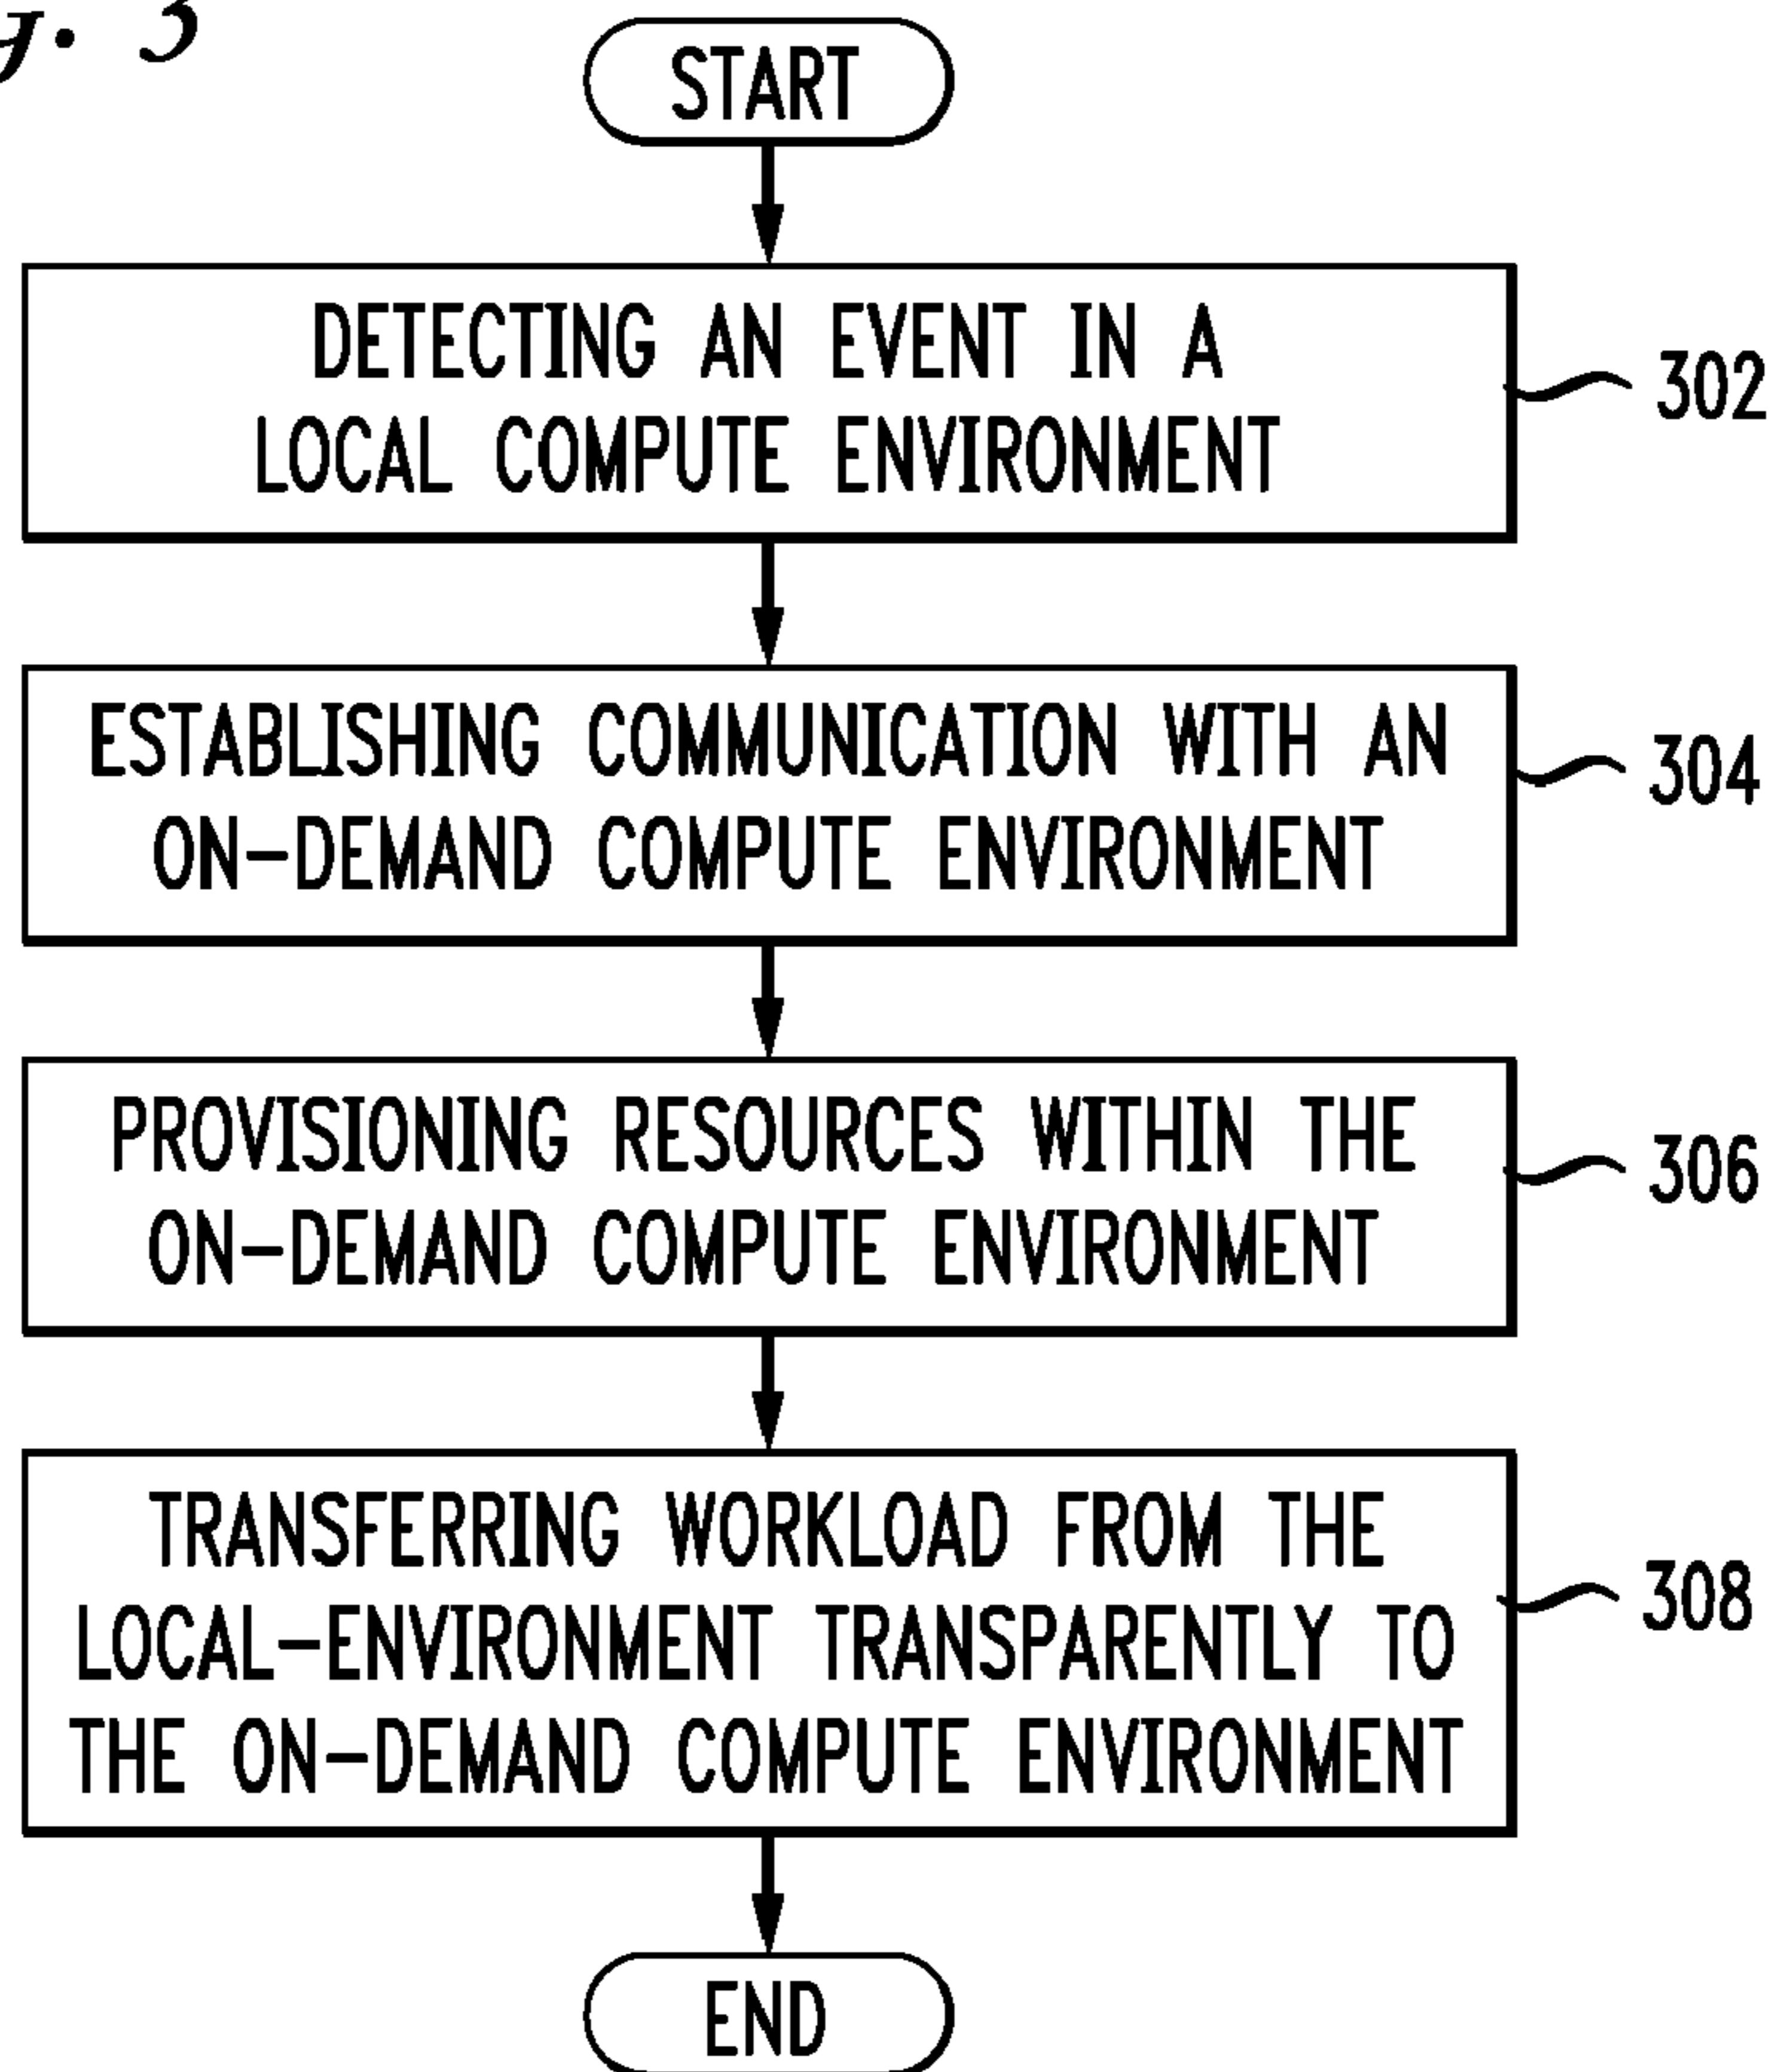 g. 3
START
DETECTING AN EVENT IN A
LOCAL COMPUTE ENVIRONMENT
302
ESTABLISHING COMMUNICATION WITH AN
ON-DEMAND COMPUTE ENVIRONMENT
304
PROVISIONING RESOURCES WITHIN THE
ON-DEMAND COMPUTE ENVIRONMENT
306
TRANSFERRING WORKLOAD FROM THE
LOCAL-ENVIRONMENT TRANSPARENTLY TO
THE ON-DEMAND COMPUTE ENVIRONMENT
308
END